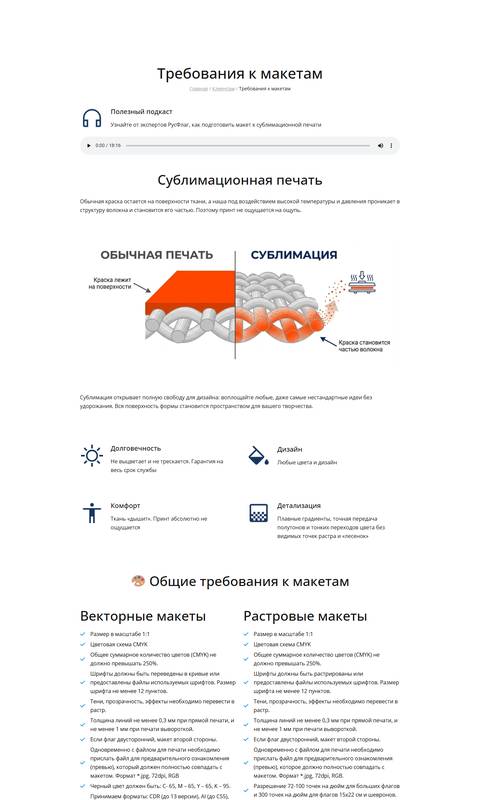 Требования к макетам
Главная / Клиентам / Требования к макетам
Полезный подкаст
Узнайте от экспертов РусФлаг, как подготовить макет к сублимационной печати
0:00 / 19:16
Сублимационная печать
Обычная краска остается на поверхности ткани, а наша под воздействием высокой температуры и давления проникает в
структуру волокна и становится его частью. Поэтому принт не ощущается на ощупь.
ОБЫЧНАЯ ПЕЧАТЬ
СУБЛИМАЦИЯ
Краска лежит
на поверхности
Краска становится
частью волокна
Сублимация открывает полную свободу для дизайна: воплощайте любые, даже самые нестандартные идеи без
удорожания. Вся поверхность формы становится пространством для вашего творчества.
Долговечность
Не выцветает и не трескается. Гарантия на
весь срок службы
Дизайн
Любые цвета и дизайн
Комфорт
Ткань «дышит». Принт абсолютно не
ощущается
Детализация
Плавные градиенты, точная передача
полутонов и тонких переходов цвета без
видимых точек растра и «лесенок»
Общие требования к макетам
Векторные макеты
Размер в масштабе 1:1
Цветовая схема CMYK
Общее суммарное количество цветов (CMYK) не
должно превышать 250%.
Шрифты должны быть переведены в кривые или
предоставлены файлы используемых шрифтов. Размер
шрифта не менее 12 пунктов.
Тени, прозрачность, эффекты необходимо перевести в
растр.
Толщина линий не менее 0,3 мм при прямой печати, и
не менее 1 мм при печати вывороткой.
Если флаг двусторонний, макет второй стороны.
Одновременно с файлом для печати необходимо
прислать файл для предварительного ознакомления
(превью), который должен полностью совпадать с
макетом. Формат *.jpg, 72dpi, RGB.
Черный цвет должен быть: C- 65, M – 65, Y – 65, K – 95.
Принимаем форматы: CDR (до 13 версии), AI (до CS5),
Растровые макеты
Размер в масштабе 1:1
Цветовая схема CMYK
Общее суммарное количество цветов (CMYK) не
должно превышать 250%.
Шрифты должны быть растрированы или
предоставлены файлы используемых шрифтов. Размер
шрифта не менее 12 пунктов.
Тени, прозрачность, эффекты необходимо перевести в
растр.
Толщина линий не менее 0,3 мм при прямой печати, и
не менее 1 мм при печати вывороткой.
Если флаг двусторонний, макет второй стороны.
Одновременно с файлом для печати необходимо
прислать файл для предварительного ознакомления
(превью), которое должно полностью совпадать с
макетом. Формат *.jpg, 72dpi, RGB.
Разрешение 72-100 точек на дюйм для больших флагов
и 300 точек на дюйм для флагов 15х22 см и шевронов.